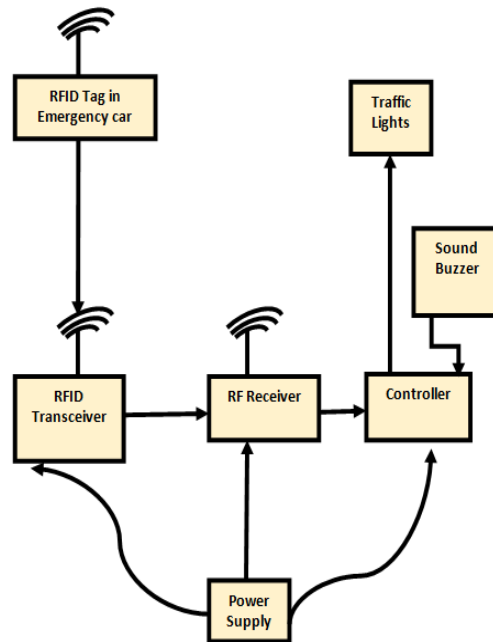 RFID Tag in
Emergency car
Traffic
Lights
Sound
Buzzer
RFID
Transceiver
RF Receiver
Controller
Power
Supply